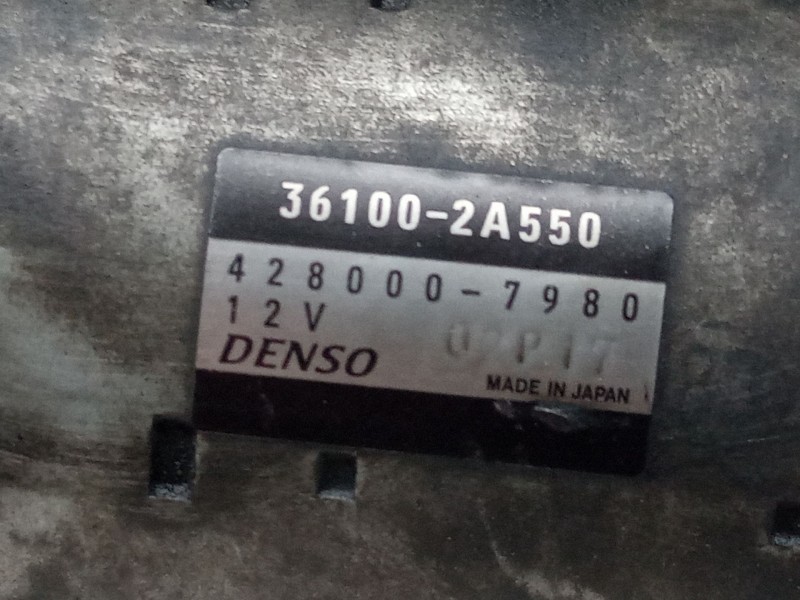 36100-2A550
428000-7980
12V
DENSO
MADE IN JAPAN